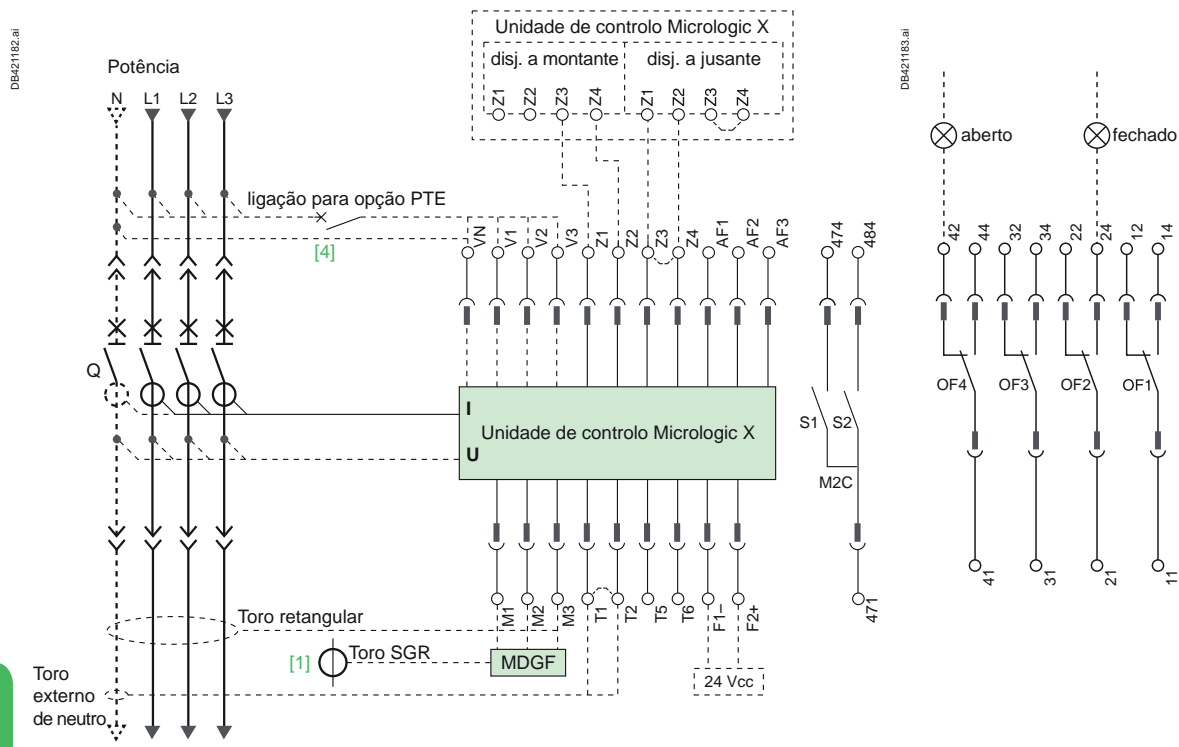 DB421182.ai
Unidade de controlo Micrologic X
disj. a montante
disj. a jusante
Z1
Z2
Z3
Z4
Z1
Z2
Z3
Z4
DB421183.ai
Potência
N
L1
L2
L3
aberto
fechado
ligação para opção PTE
[4]
VN
V1
V2
V3
Z1
Z2
Z3
Z4
AF1
AF2
AF3
474
484
42
44
32
34
22
24
12
14
Q
I
Unidade de controlo Micrologic X
U
S1
S2
M2C
OF4
OF3
OF2
OF1
M1
M2
M3
T1
T2
T5
T6
F1–
F2+
471
41
31
21
11
Toro retangular
[1]
Toro SGR
MDGF
24 Vcc
Toro
externo
de neutro